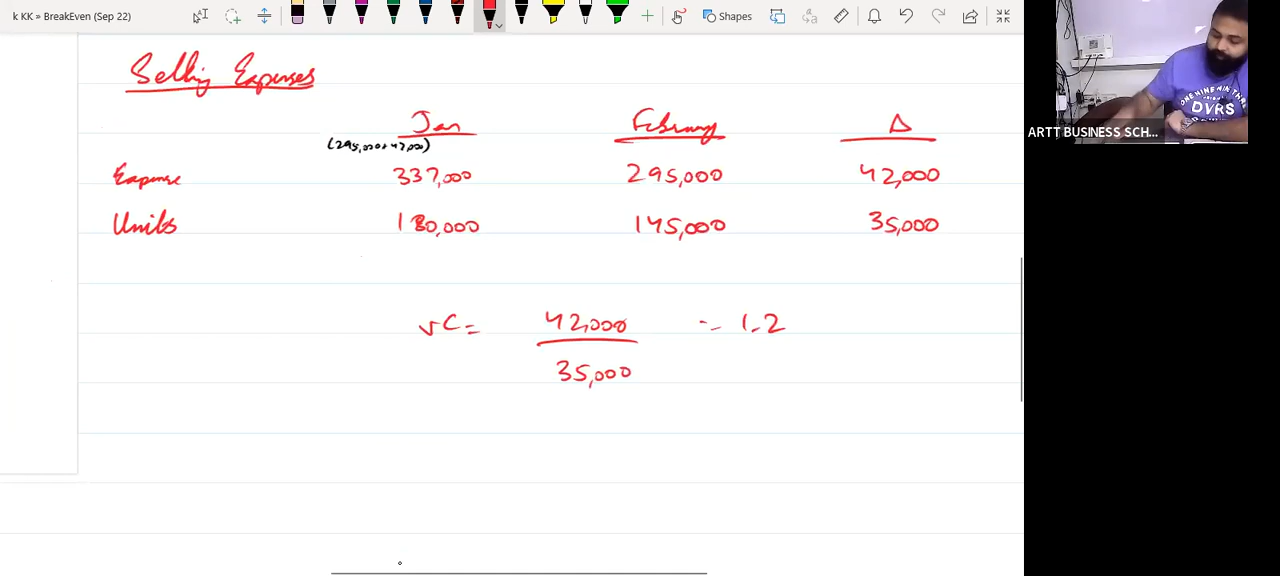 k KK » BreakEven (Sep 22)
Shapes
Selling Expenses
Jan February Δ
(295,000+42,000)
Expense 337,000 295,000 42,000
Units 180,000 145,000 35,000
VC = 42,000 = 1.2
35,000
DVRS
ARTT BUSINESS SCH...